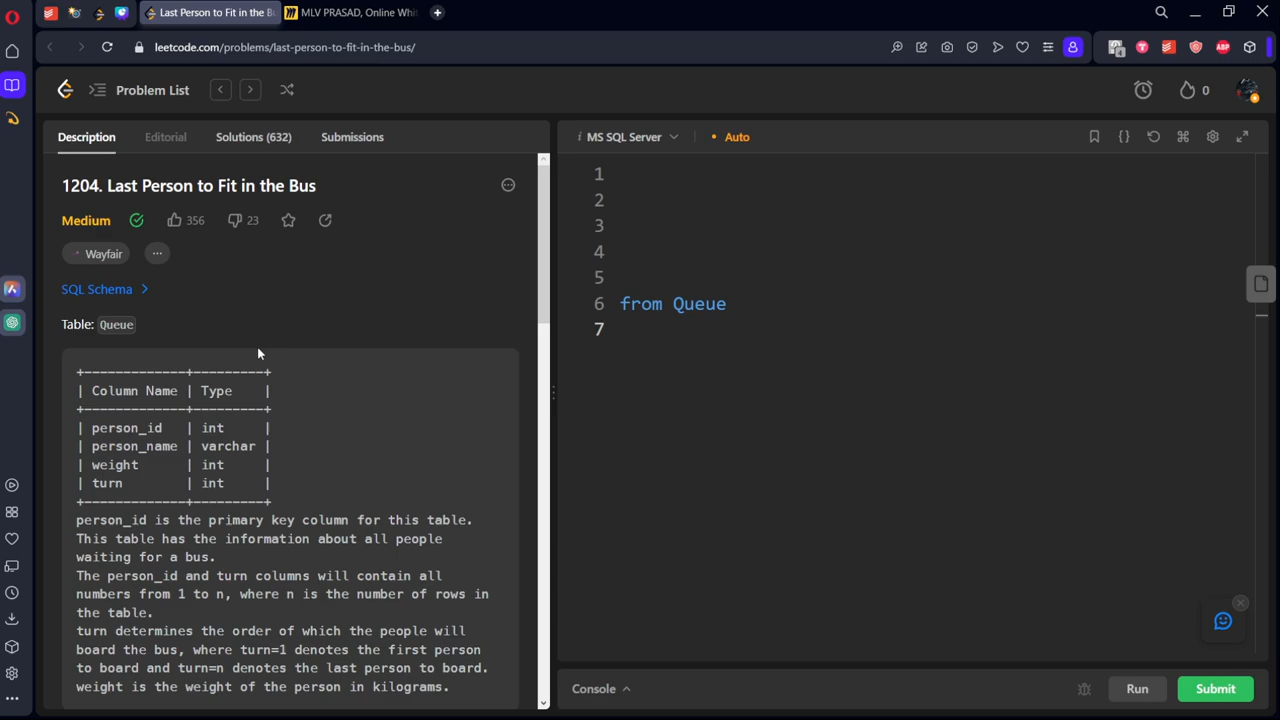 Last Person to Fit in the Bu
MLV PRASAD, Online Whit
leetcode.com/problems/last-person-to-fit-in-the-bus/
ABP
Problem List
0
Description
Editorial
Solutions (632)
Submissions
i MS SQL Server
• Auto
1204. Last Person to Fit in the Bus
Medium
356
23
Wayfair
...
SQL Schema >
Table: Queue
+-------------+---------+
| Column Name | Type |
+-------------+---------+
| person_id | int |
| person_name | varchar |
| weight | int |
| turn | int |
+-------------+---------+
person_id is the primary key column for this table.
This table has the information about all people
waiting for a bus.
The person_id and turn columns will contain all
numbers from 1 to n, where n is the number of rows in
the table.
turn determines the order of which the people will
board the bus, where turn=1 denotes the first person
to board and turn=n denotes the last person to board.
weight is the weight of the person in kilograms.
1
2
3
4
5
6 from Queue
7
Console
Run
Submit